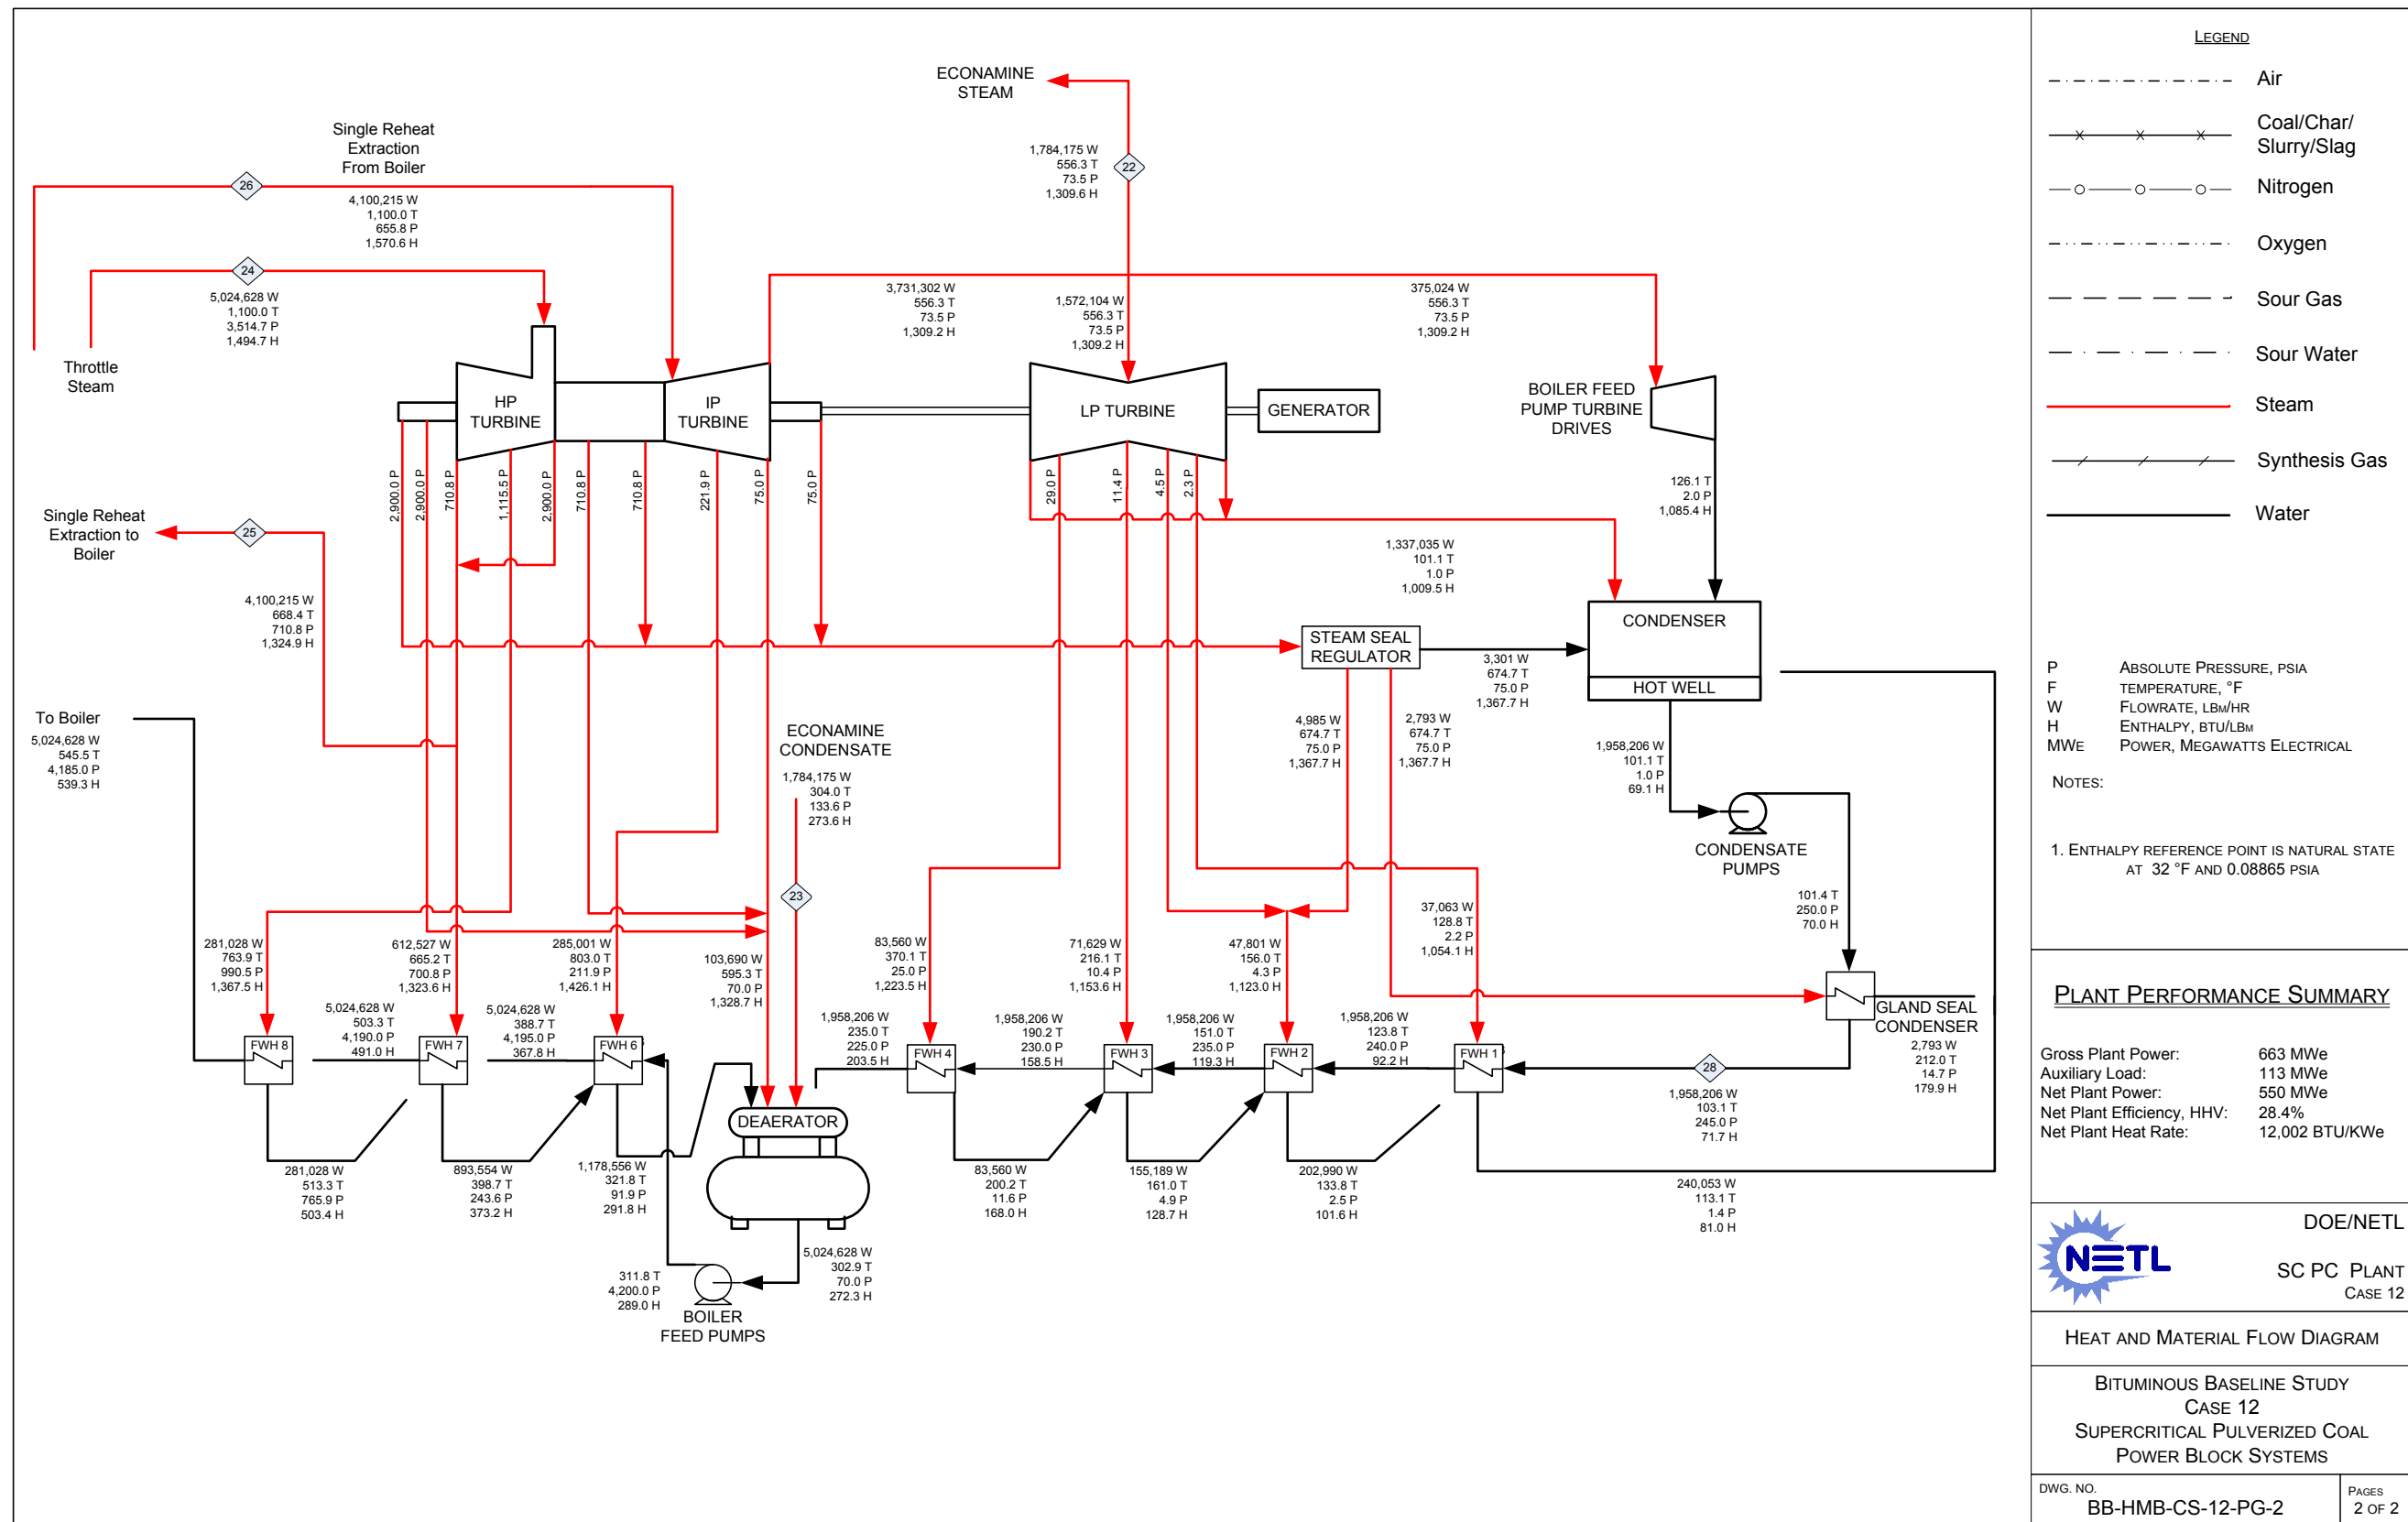 ECONAMINE
STEAM
Single Reheat
Extraction
From Boiler
1,784,175 W
556.3 T
73.5 P
1,309.6 H
22
26
4,100,215 W
1,100.0 T
655.8 P
1,570.6 H
24
5,024,628 W
1,100.0 T
3,514.7 P
1,494.7 H
Throttle
Steam
3,731,302 W
556.3 T
73.5 P
1,309.2 H
1,572,104 W
556.3 T
73.5 P
1,309.2 H
375,024 W
556.3 T
73.5 P
1,309.2 H
HP
TURBINE
IP
TURBINE
LP TURBINE
GENERATOR
BOILER FEED
PUMP TURBINE
DRIVES
2,900.0 P
2,900.0 P
710.8 P
1,115.5 P
2,900.0 P
710.8 P
710.8 P
221.9 P
75.0 P
75.0 P
29.0 P
11.4 P
4.5 P
2.3 P
126.1 T
2.0 P
1,085.4 H
Single Reheat
Extraction to
Boiler
25
4,100,215 W
668.4 T
710.8 P
1,324.9 H
1,337,035 W
101.1 T
1.0 P
1,009.5 H
STEAM SEAL
REGULATOR
3,301 W
674.7 T
75.0 P
1,367.7 H
CONDENSER
HOT WELL
To Boiler
5,024,628 W
545.5 T
4,185.0 P
539.3 H
ECONAMINE
CONDENSATE
1,784,175 W
304.0 T
133.6 P
273.6 H
23
4,985 W
674.7 T
75.0 P
1,367.7 H
2,793 W
674.7 T
75.0 P
1,367.7 H
1,958,206 W
101.1 T
1.0 P
69.1 H
CONDENSATE
PUMPS
101.4 T
250.0 P
70.0 H
281,028 W
763.9 T
990.5 P
1,367.5 H
612,527 W
665.2 T
700.8 P
1,323.6 H
285,001 W
803.0 T
211.9 P
1,426.1 H
103,690 W
595.3 T
70.0 P
1,328.7 H
83,560 W
370.1 T
25.0 P
1,223.5 H
71,629 W
216.1 T
10.4 P
1,153.6 H
47,801 W
156.0 T
4.3 P
1,123.0 H
37,063 W
128.8 T
2.2 P
1,054.1 H
5,024,628 W
503.3 T
4,190.0 P
491.0 H
5,024,628 W
388.7 T
4,195.0 P
367.8 H
1,958,206 W
235.0 T
225.0 P
203.5 H
1,958,206 W
190.2 T
230.0 P
158.5 H
1,958,206 W
151.0 T
235.0 P
119.3 H
1,958,206 W
123.8 T
240.0 P
92.2 H
FWH 8
FWH 7
FWH 6
FWH 4
FWH 3
FWH 2
FWH 1
28
1,958,206 W
103.1 T
245.0 P
71.7 H
GLAND SEAL
CONDENSER
2,793 W
212.0 T
14.7 P
179.9 H
DEAERATOR
281,028 W
513.3 T
765.9 P
503.4 H
893,554 W
398.7 T
243.6 P
373.2 H
1,178,556 W
321.8 T
91.9 P
291.8 H
83,560 W
200.2 T
11.6 P
168.0 H
155,189 W
161.0 T
4.9 P
128.7 H
202,990 W
133.8 T
2.5 P
101.6 H
240,053 W
113.1 T
1.4 P
81.0 H
5,024,628 W
302.9 T
70.0 P
272.3 H
311.8 T
4,200.0 P
289.0 H
BOILER
FEED PUMPS
LEGEND
Air
Coal/Char/
Slurry/Slag
Nitrogen
Oxygen
Sour Gas
Sour Water
Steam
Synthesis Gas
Water
P ABSOLUTE PRESSURE, PSIA
F TEMPERATURE, °F
W FLOWRATE, LBM/HR
H ENTHALPY, BTU/LBM
MWE POWER, MEGAWATTS ELECTRICAL
NOTES:
1. ENTHALPY REFERENCE POINT IS NATURAL STATE
AT 32 °F AND 0.08865 PSIA
PLANT PERFORMANCE SUMMARY
Gross Plant Power: 663 MWe
Auxiliary Load: 113 MWe
Net Plant Power: 550 MWe
Net Plant Efficiency, HHV: 28.4%
Net Plant Heat Rate: 12,002 BTU/KWe
NETL
DOE/NETL
SC PC PLANT
CASE 12
HEAT AND MATERIAL FLOW DIAGRAM
BITUMINOUS BASELINE STUDY
CASE 12
SUPERCRITICAL PULVERIZED COAL
POWER BLOCK SYSTEMS
DWG. NO.
BB-HMB-CS-12-PG-2
PAGES
2 OF 2